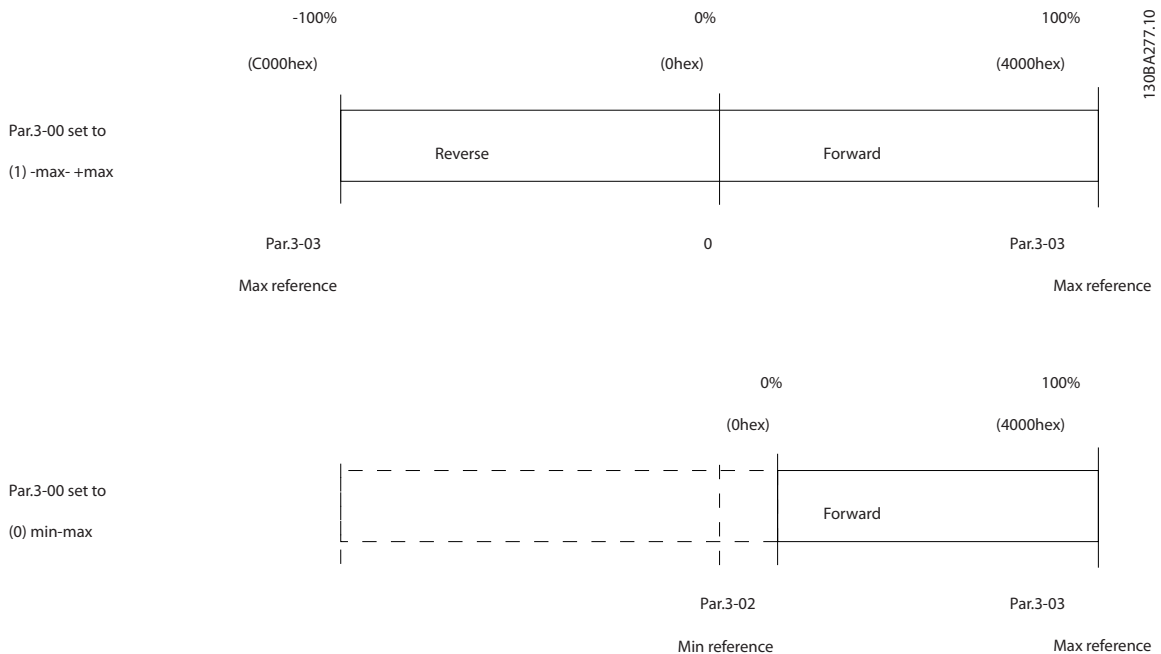 -100% 0% 100%
(C000hex) (0hex) (4000hex)
130BA277.10
Par.3-00 set to
(1) -max- +max
Reverse Forward
Par.3-03 0 Par.3-03
Max reference Max reference
0% 100%
(0hex) (4000hex)
Par.3-00 set to
(0) min-max
Forward
Par.3-02 Par.3-03
Min reference Max reference